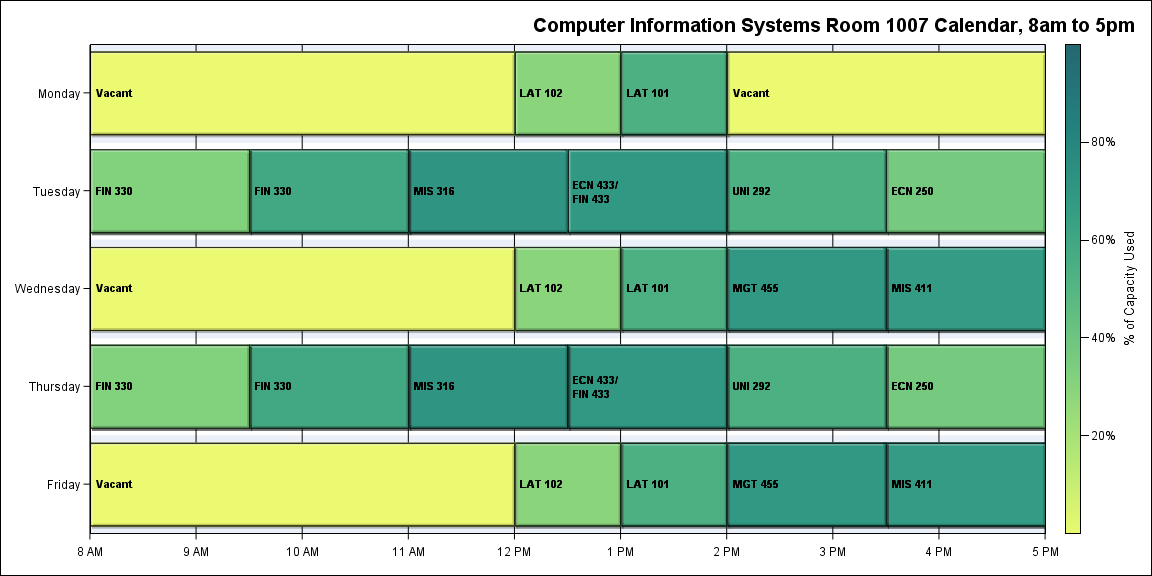 Computer Information Systems Room 1007 Calendar, 8am to 5pm
Monday
Vacant
LAT 102
LAT 101
Vacant
Tuesday
FIN 330
FIN 330
MIS 316
ECN 433/
FIN 433
UNI 292
ECN 250
Wednesday
Vacant
LAT 102
LAT 101
MGT 455
MIS 411
Thursday
FIN 330
FIN 330
MIS 316
ECN 433/
FIN 433
UNI 292
ECN 250
Friday
Vacant
LAT 102
LAT 101
MGT 455
MIS 411
8 AM
9 AM
10 AM
11 AM
12 PM
1 PM
2 PM
3 PM
4 PM
5 PM
80%
60%
40%
20%
% of Capacity Used